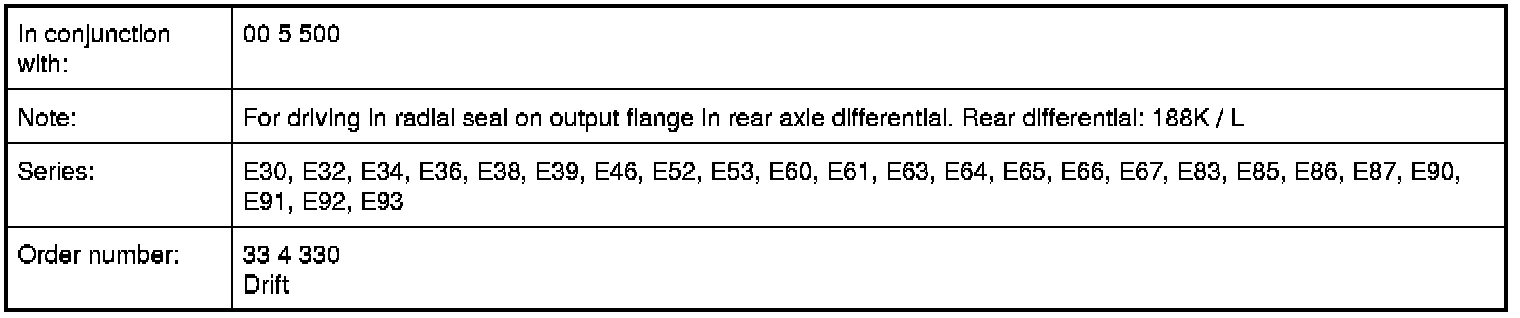 In conjunction
with:
00 5 500
Note:
For driving in radial seal on output flange in rear axle differential. Rear differential: 188K / L
Series:
E30, E32, E34, E36, E38, E39, E46, E52, E53, E60, E61, E63, E64, E65, E66, E67, E83, E85, E86, E87, E90,
E91, E92, E93
Order number:
33 4 330
Drift